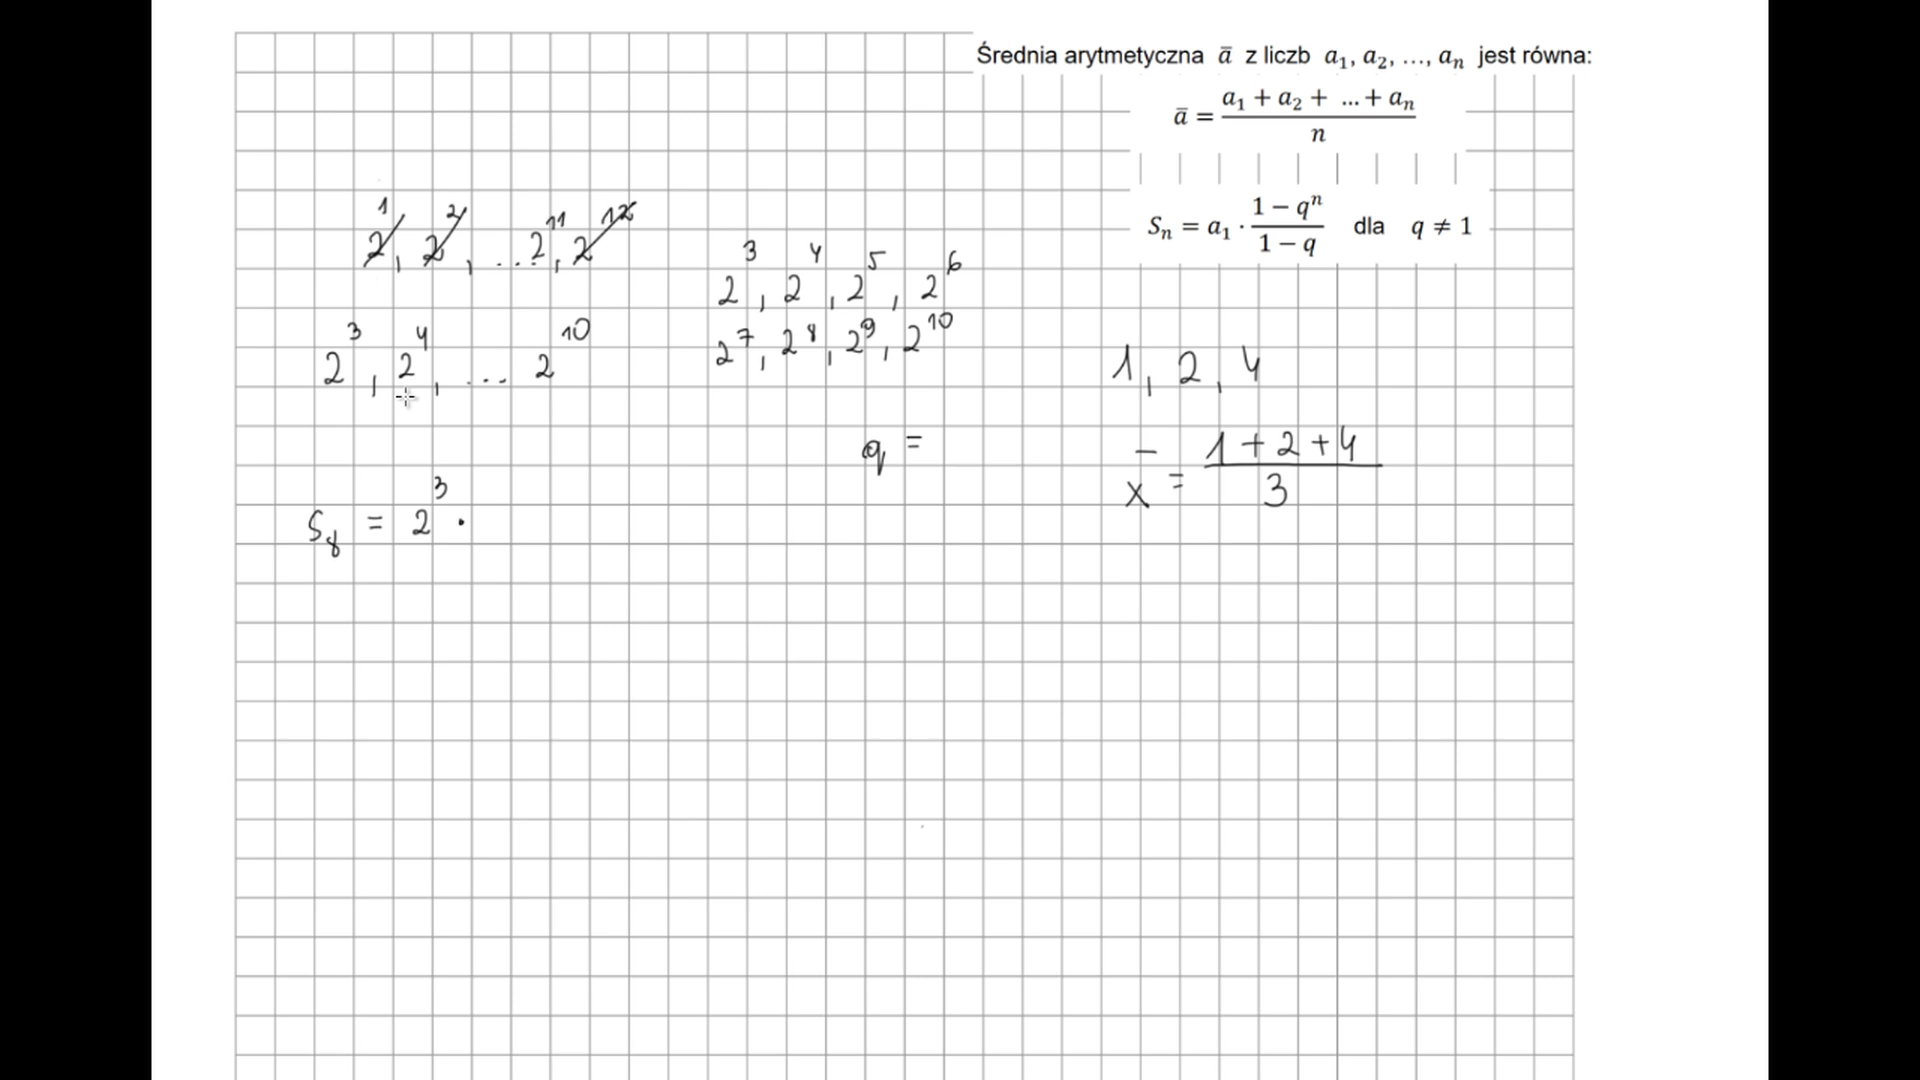 Średnia arytmetyczna ā z liczb a₁, a₂, …, aₙ jest równa:
ā = (a₁ + a₂ + … + aₙ) / n
Sₙ = a₁ · (1 − qⁿ) / (1 − q) dla q ≠ 1
2¹, 2², ... 2¹¹, 2¹²
2³, 2⁴, ... 2¹⁰
2³, 2⁴, 2⁵, 2⁶
2⁷, 2⁸, 2⁹, 2¹⁰
q =
S₈ = 2³ ·
1, 2, 4
x̄ = (1 + 2 + 4) / 3